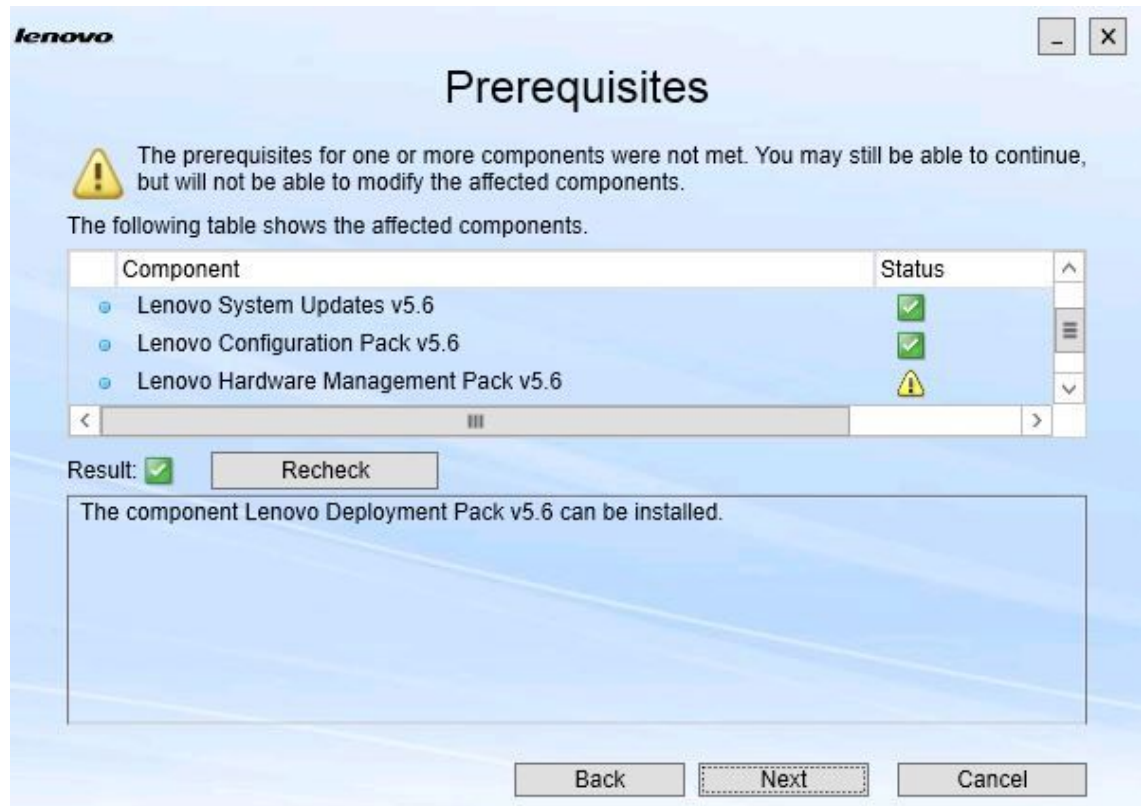 lenovo
Prerequisites
The prerequisites for one or more components were not met. You may still be able to continue,
but will not be able to modify the affected components.
The following table shows the affected components.
Component Status
Lenovo System Updates v5.6
Lenovo Configuration Pack v5.6
Lenovo Hardware Management Pack v5.6
Result: Recheck
The component Lenovo Deployment Pack v5.6 can be installed.
Back Next Cancel